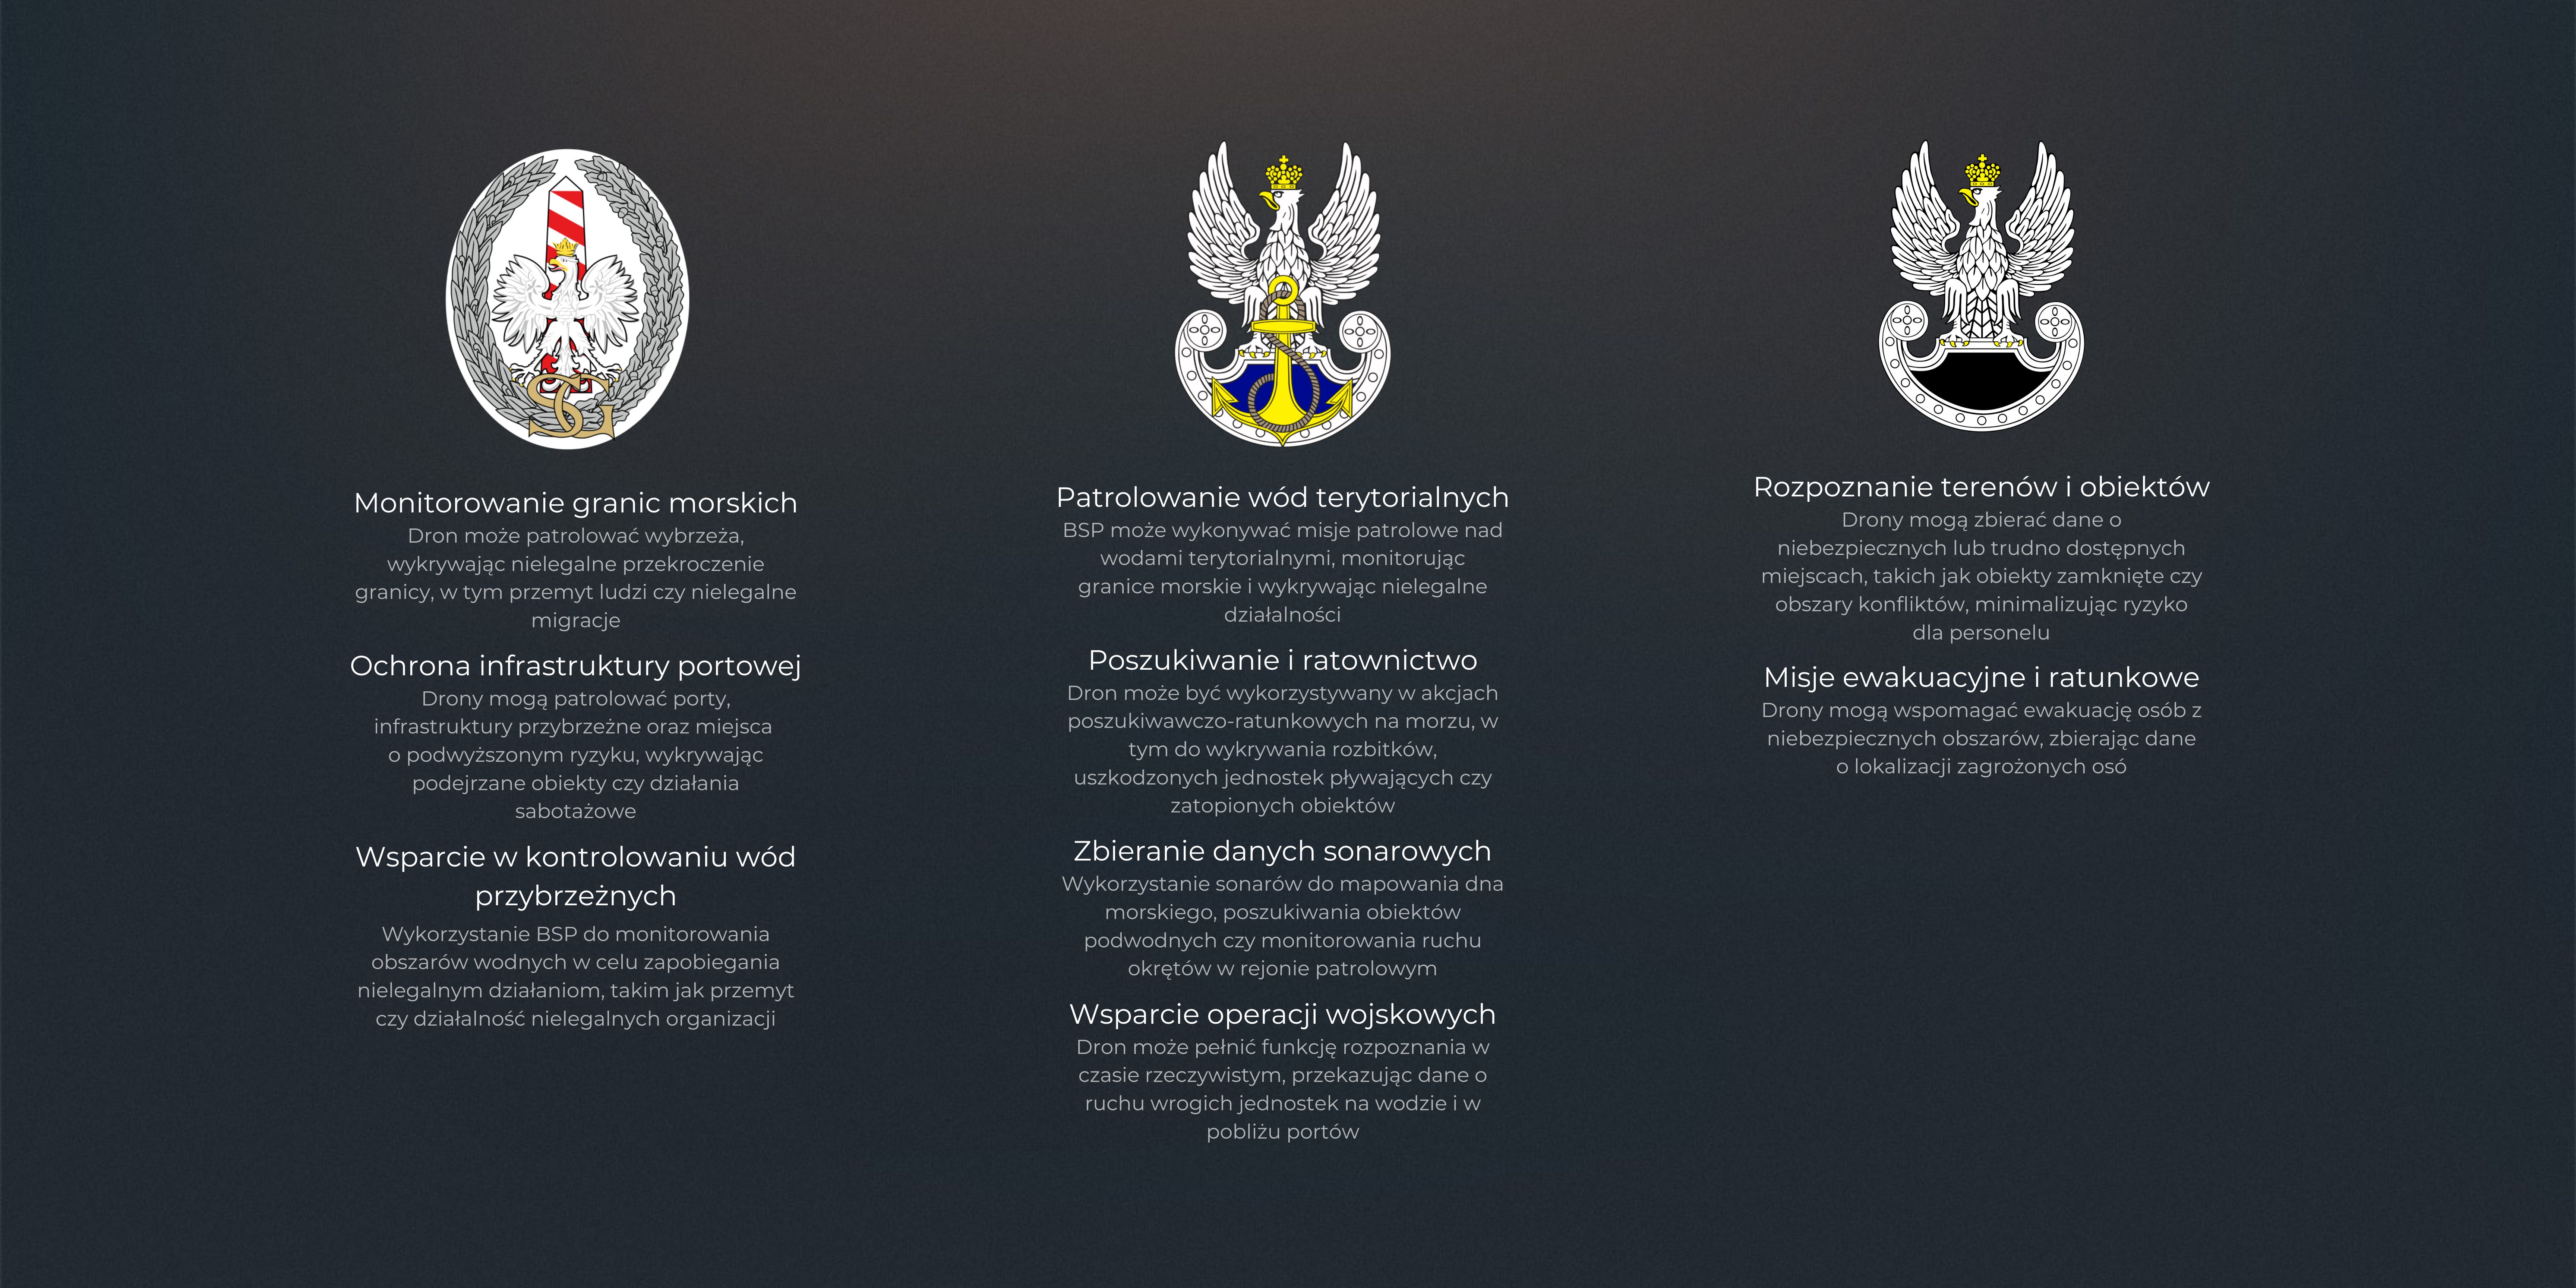 SG
Monitorowanie granic morskich
Dron może patrolować wybrzeża,
wykrywając nielegalne przekroczenie
granicy, w tym przemyt ludzi czy nielegalne
migracje
Ochrona infrastruktury portowej
Drony mogą patrolować porty,
infrastruktury przybrzeżne oraz miejsca
o podwyższonym ryzyku, wykrywając
podejrzane obiekty czy działania
sabotażowe
Wsparcie w kontrolowaniu wód
przybrzeżnych
Wykorzystanie BSP do monitorowania
obszarów wodnych w celu zapobiegania
nielegalnym działaniom, takim jak przemyt
czy działalność nielegalnych organizacji
Patrolowanie wód terytorialnych
BSP może wykonywać misje patrolowe nad
wodami terytorialnymi, monitorując
granice morskie i wykrywając nielegalne
działalności
Poszukiwanie i ratownictwo
Dron może być wykorzystywany w akcjach
poszukiwawczo-ratunkowych na morzu, w
tym do wykrywania rozbitków,
uszkodzonych jednostek pływających czy
zatopionych obiektów
Zbieranie danych sonarowych
Wykorzystanie sonarów do mapowania dna
morskiego, poszukiwania obiektów
podwodnych czy monitorowania ruchu
okrętów w rejonie patrolowym
Wsparcie operacji wojskowych
Dron może pełnić funkcję rozpoznania w
czasie rzeczywistym, przekazując dane o
ruchu wrogich jednostek na wodzie i w
pobliżu portów
Rozpoznanie terenów i obiektów
Drony mogą zbierać dane o
niebezpiecznych lub trudno dostępnych
miejscach, takich jak obiekty zamknięte czy
obszary konfliktów, minimalizując ryzyko
dla personelu
Misje ewakuacyjne i ratunkowe
Drony mogą wspomagać ewakuację osób z
niebezpiecznych obszarów, zbierając dane
o lokalizacji zagrożonych osó